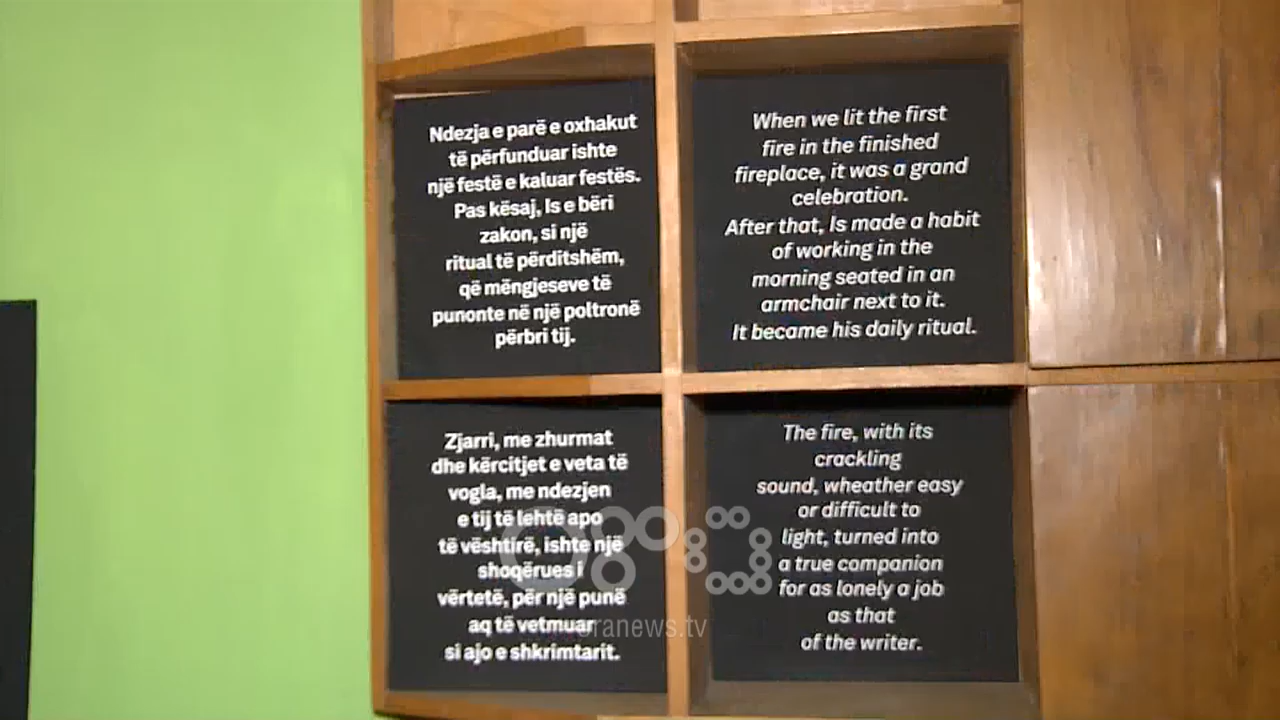 Ndezja e parë e oxhakut
të përfunduar ishte
një festë e kaluar festës.
Pas kësaj, Is e bëri
zakon, si një
ritual të përditshëm,
që mëngjeseve të
punonte në një poltronë
përbri tij.
When we lit the first
fire in the finished
fireplace, it was a grand
celebration.
After that, Is made a habit
of working in the
morning seated in an
armchair next to it.
It became his daily ritual.
Zjarri, me zhurmat
dhe kërcitjet e veta të
vogla, me ndezjen
e tij të lehtë apo
të vështirë, ishte një
shoqërues i
vërtetë, për një punë
aq të vetmuar
si ajo e shkrimtarit.
The fire, with its
crackling
sound, wheather easy
or difficult to
light, turned into
a true companion
for as lonely a job
as that
of the writer.
oranews.tv